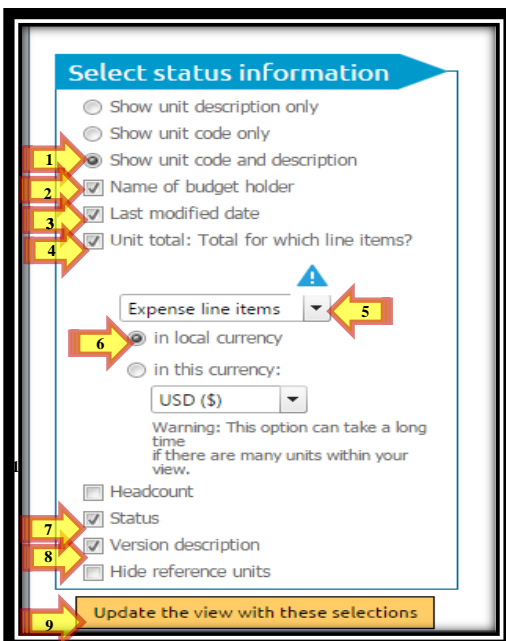 Select status information
Show unit description only
Show unit code only
1 Show unit code and description
2 Name of budget holder
3 Last modified date
4 Unit total: Total for which line items?
Expense line items 5
6 in local currency
in this currency:
USD ($)
Warning: This option can take a long
time
if there are many units within your
view.
1
Headcount
7 Status
8 Version description
Hide reference units
9 Update the view with these selections